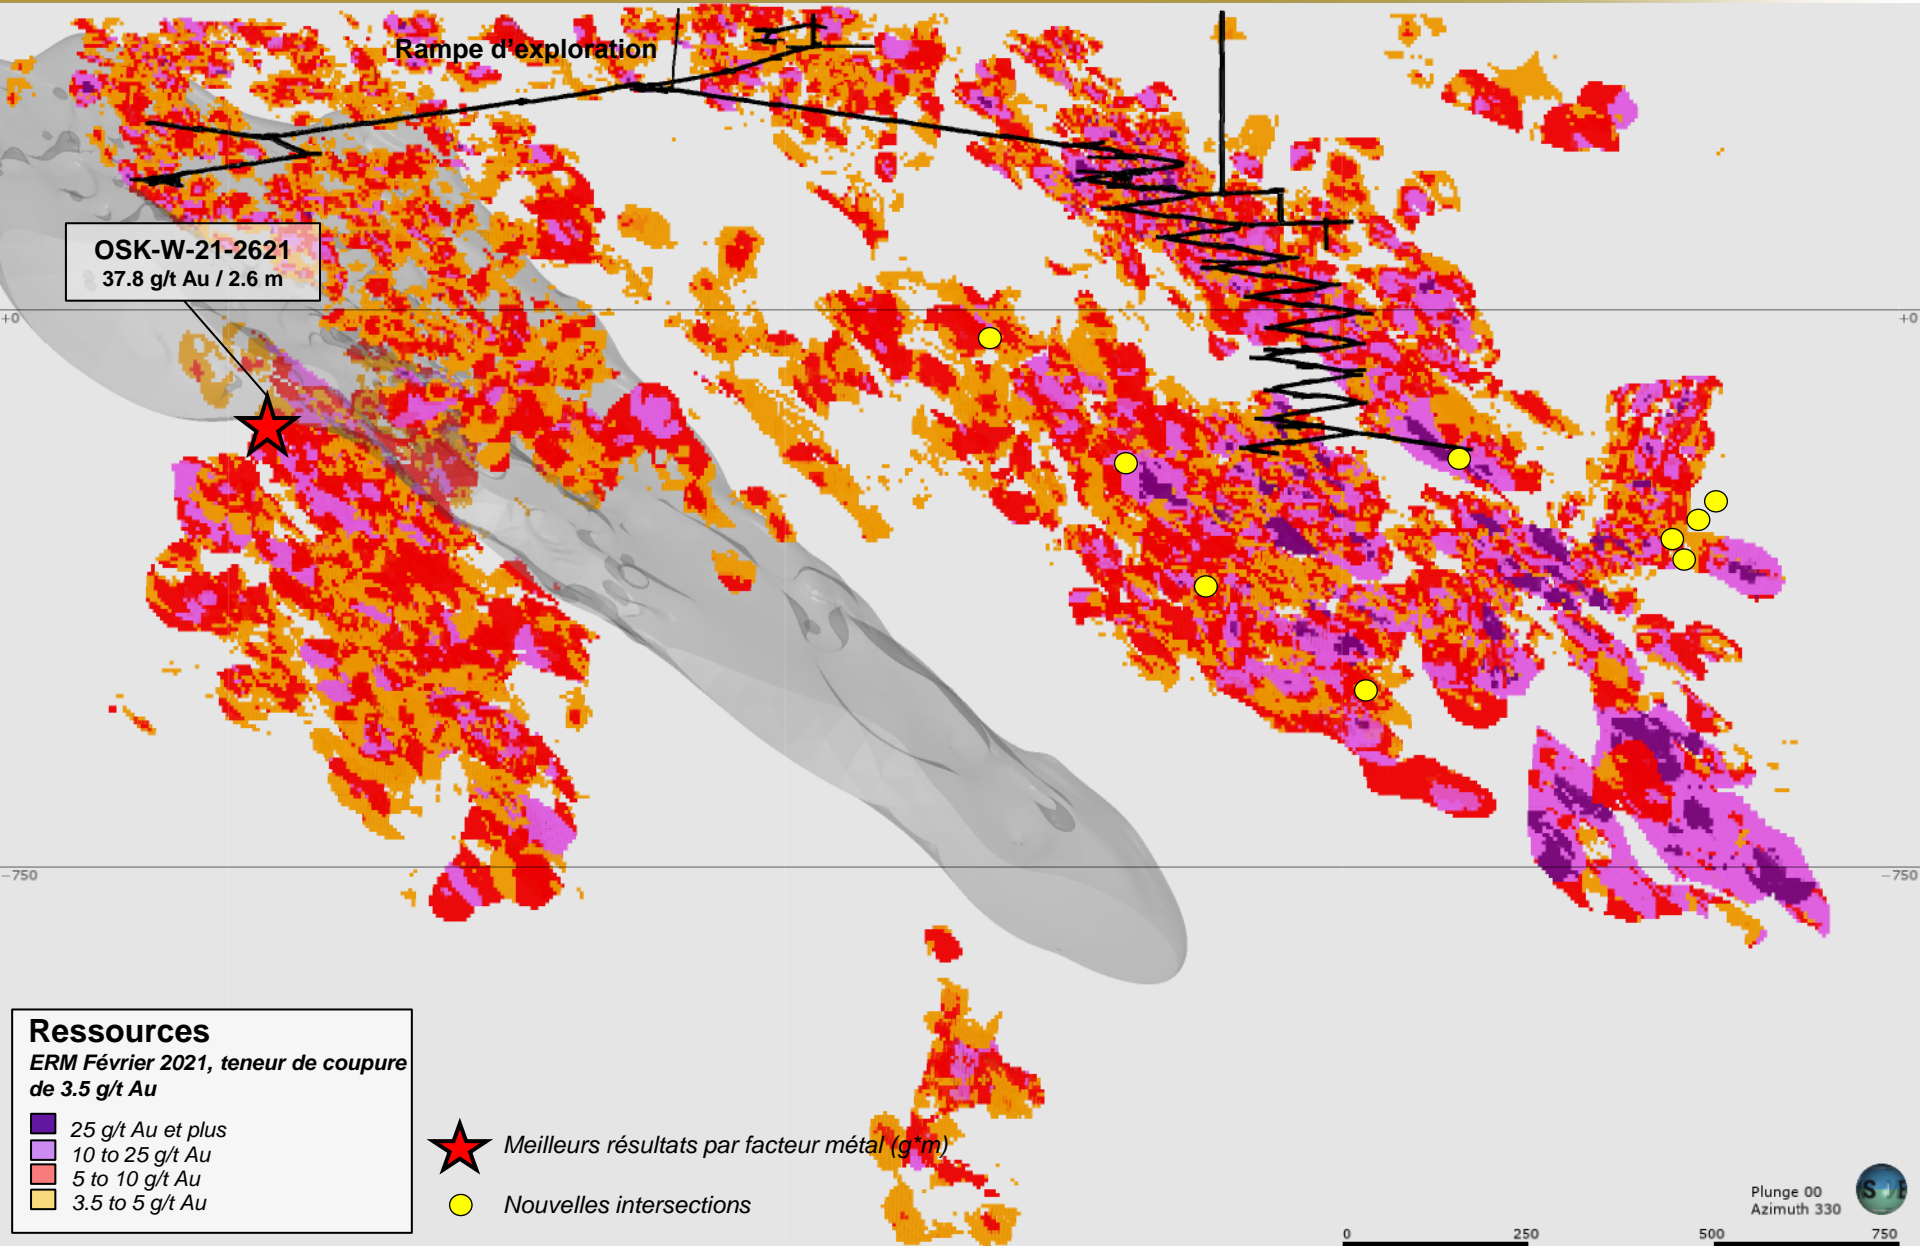 Rampe d'exploration
OSK-W-21-2621
37.8 g/t Au / 2.6 m
+0
+0
−750
−750
Ressources
ERM Février 2021, teneur de coupure
de 3.5 g/t Au
25 g/t Au et plus
10 to 25 g/t Au
5 to 10 g/t Au
3.5 to 5 g/t Au
Meilleurs résultats par facteur métal (g*m)
Nouvelles intersections
Plunge 00
Azimuth 330
0 250 500 750